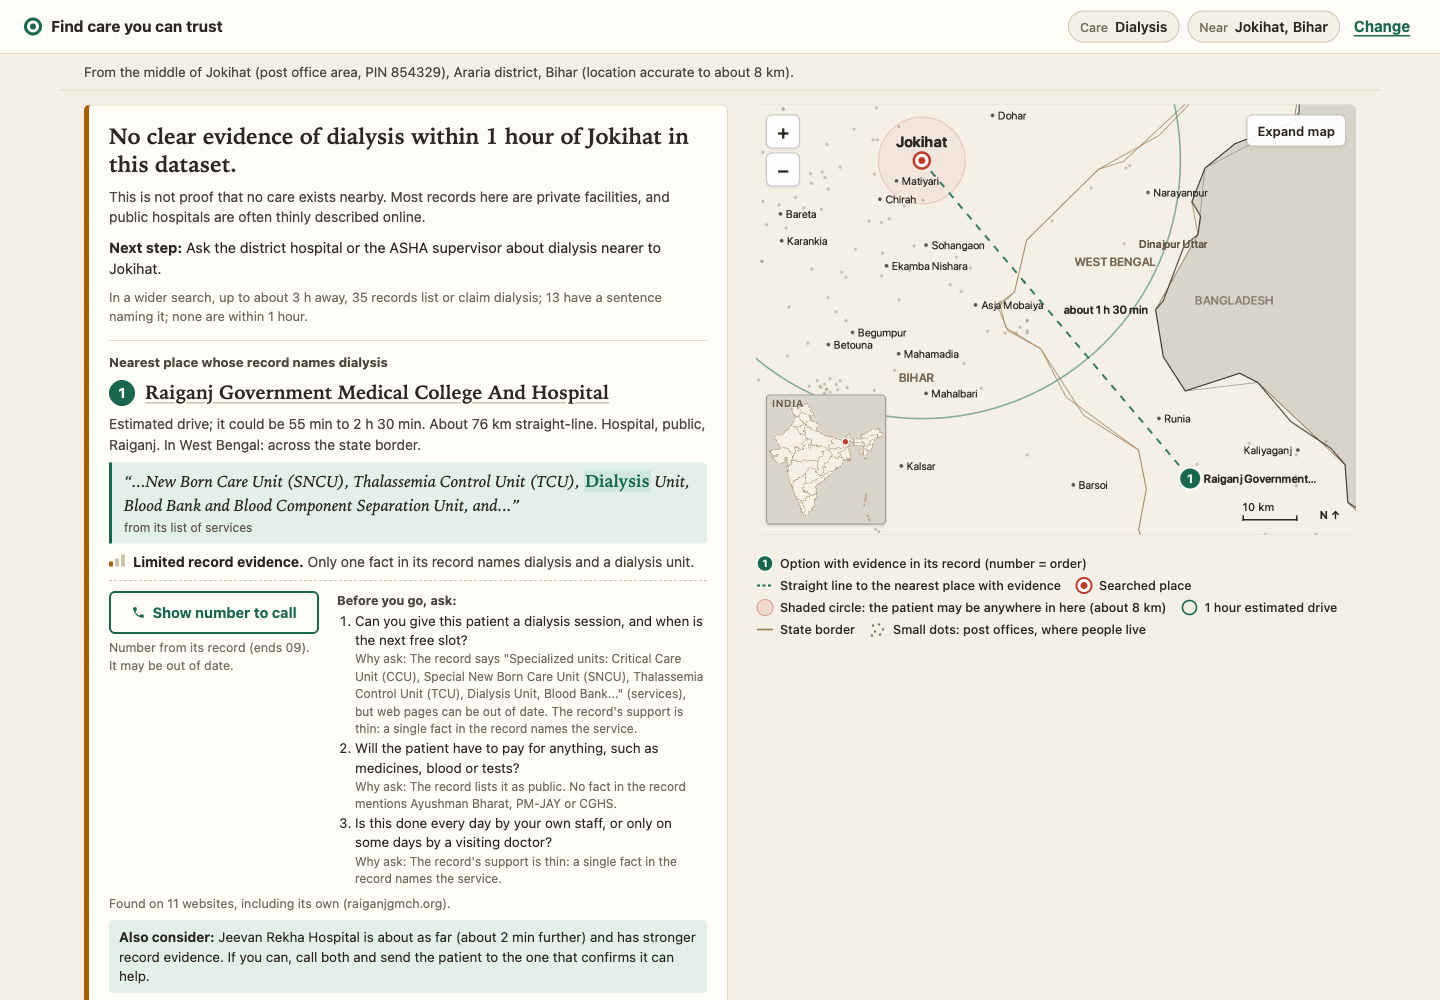 Find care you can trust
Care Dialysis
Near Jokihat, Bihar
Change
From the middle of Jokihat (post office area, PIN 854329), Araria district, Bihar (location accurate to about 8 km).
No clear evidence of dialysis within 1 hour of Jokihat in
this dataset.
This is not proof that no care exists nearby. Most records here are private facilities, and
public hospitals are often thinly described online.
Next step: Ask the district hospital or the ASHA supervisor about dialysis nearer to
Jokihat.
In a wider search, up to about 3 h away, 35 records list or claim dialysis; 13 have a sentence
naming it; none are within 1 hour.
Nearest place whose record names dialysis
1 Raiganj Government Medical College And Hospital
Estimated drive; it could be 55 min to 2 h 30 min. About 76 km straight-line. Hospital, public,
Raiganj. In West Bengal: across the state border.
“…New Born Care Unit (SNCU), Thalassemia Control Unit (TCU), Dialysis Unit,
Blood Bank and Blood Component Separation Unit, and…”
from its list of services
Limited record evidence. Only one fact in its record names dialysis and a dialysis unit.
Show number to call
Number from its record (ends 09).
It may be out of date.
Before you go, ask:
1. Can you give this patient a dialysis session, and when is
the next free slot?
Why ask: The record says "Specialized units: Critical Care
Unit (CCU), Special New Born Care Unit (SNCU), Thalassemia
Control Unit (TCU), Dialysis Unit, Blood Bank..." (services),
but web pages can be out of date. The record's support is
thin: a single fact in the record names the service.
2. Will the patient have to pay for anything, such as
medicines, blood or tests?
Why ask: The record lists it as public. No fact in the record
mentions Ayushman Bharat, PM-JAY or CGHS.
3. Is this done every day by your own staff, or only on
some days by a visiting doctor?
Why ask: The record's support is thin: a single fact in the
record names the service.
Found on 11 websites, including its own (raiganjgmch.org).
Also consider: Jeevan Rekha Hospital is about as far (about 2 min further) and has stronger
record evidence. If you can, call both and send the patient to the one that confirms it can
help.
+
−
Expand map
Dohar
Jokihat
Matiyari
Chirah
Narayanpur
Bareta
Karankia
Sohangaon
Dinajpur Uttar
Ekamba Nishara
WEST BENGAL
BANGLADESH
Asja Mobaiya
about 1 h 30 min
Begumpur
Betouna
Mahamadia
BIHAR
Mahalbari
INDIA
Runia
Kaliyaganj
Kalsar
Barsoi
1 Raiganj Government…
10 km
N ↑
1 Option with evidence in its record (number = order)
Straight line to the nearest place with evidence
Searched place
Shaded circle: the patient may be anywhere in here (about 8 km)
1 hour estimated drive
State border
Small dots: post offices, where people live